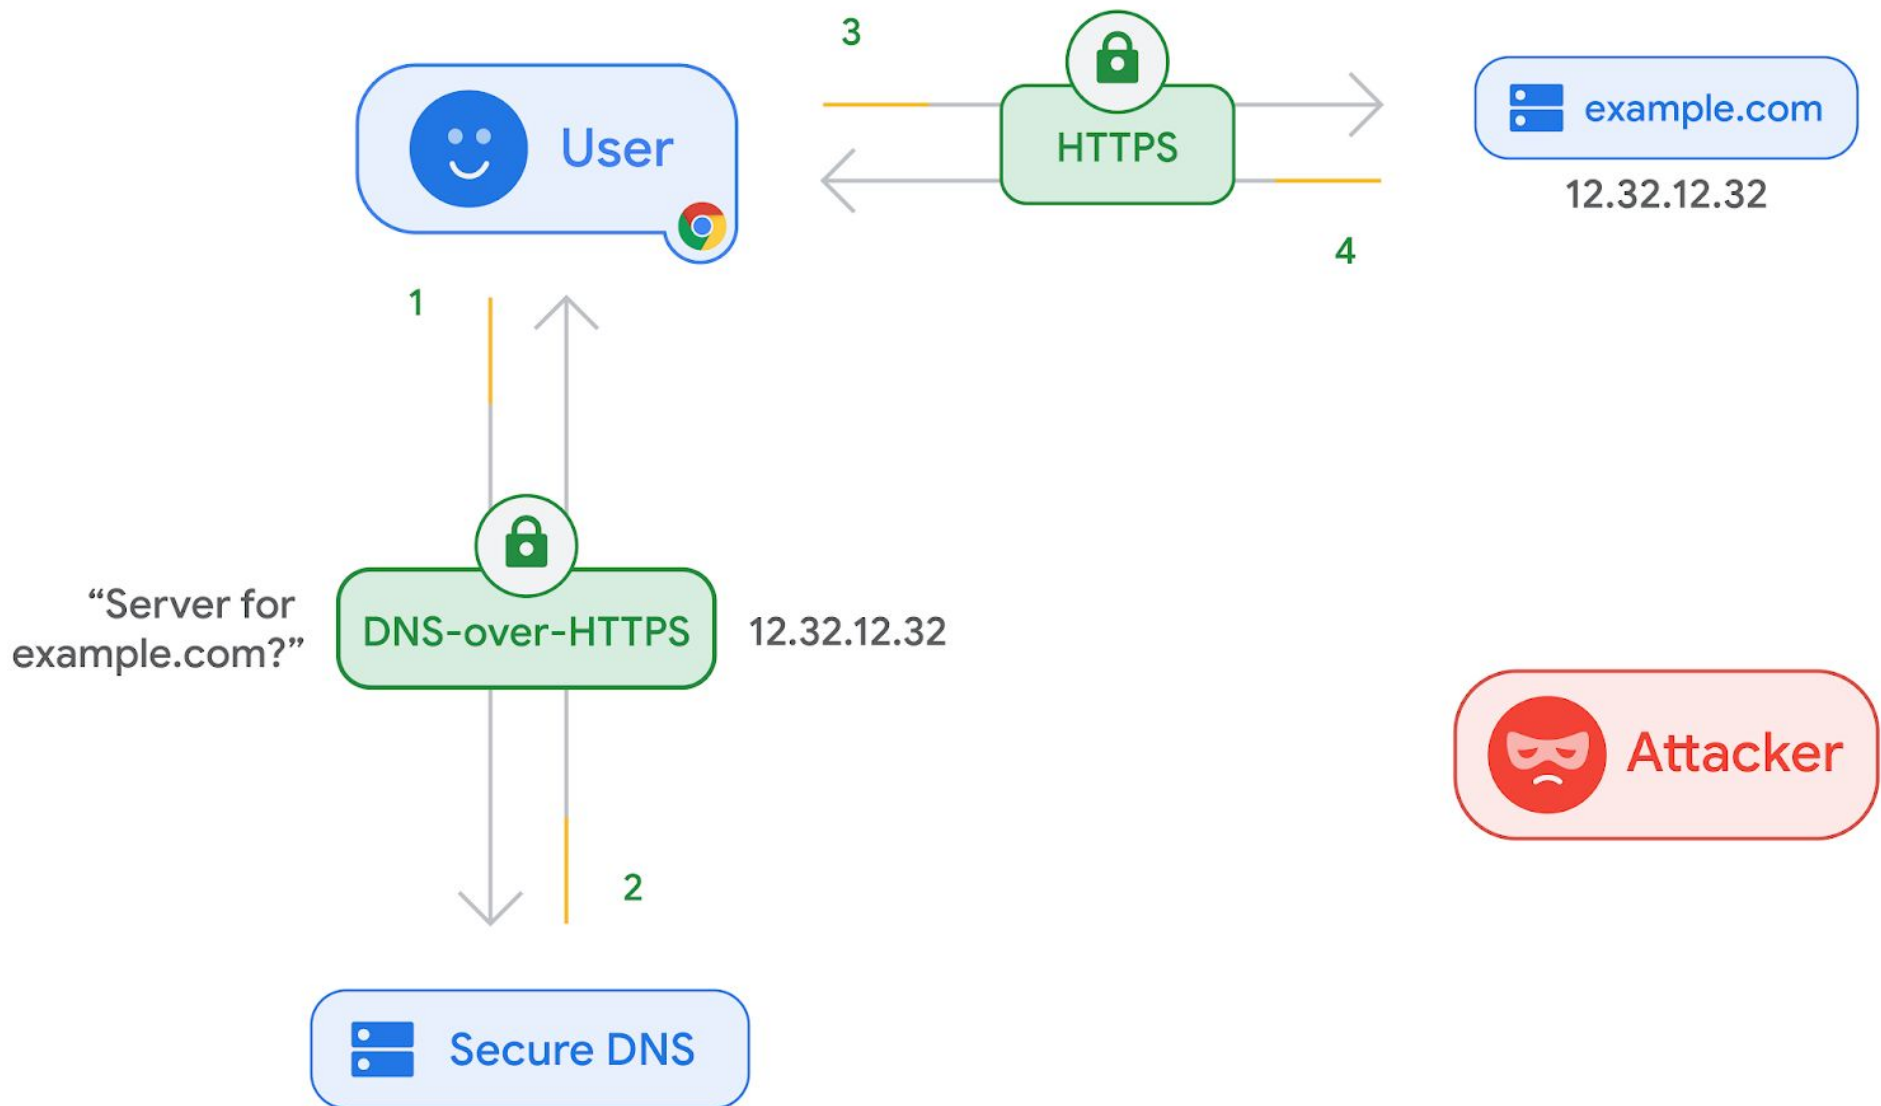 3
User
HTTPS
example.com
12.32.12.32
4
1
“Server for
example.com?”
DNS-over-HTTPS
12.32.12.32
Attacker
2
Secure DNS